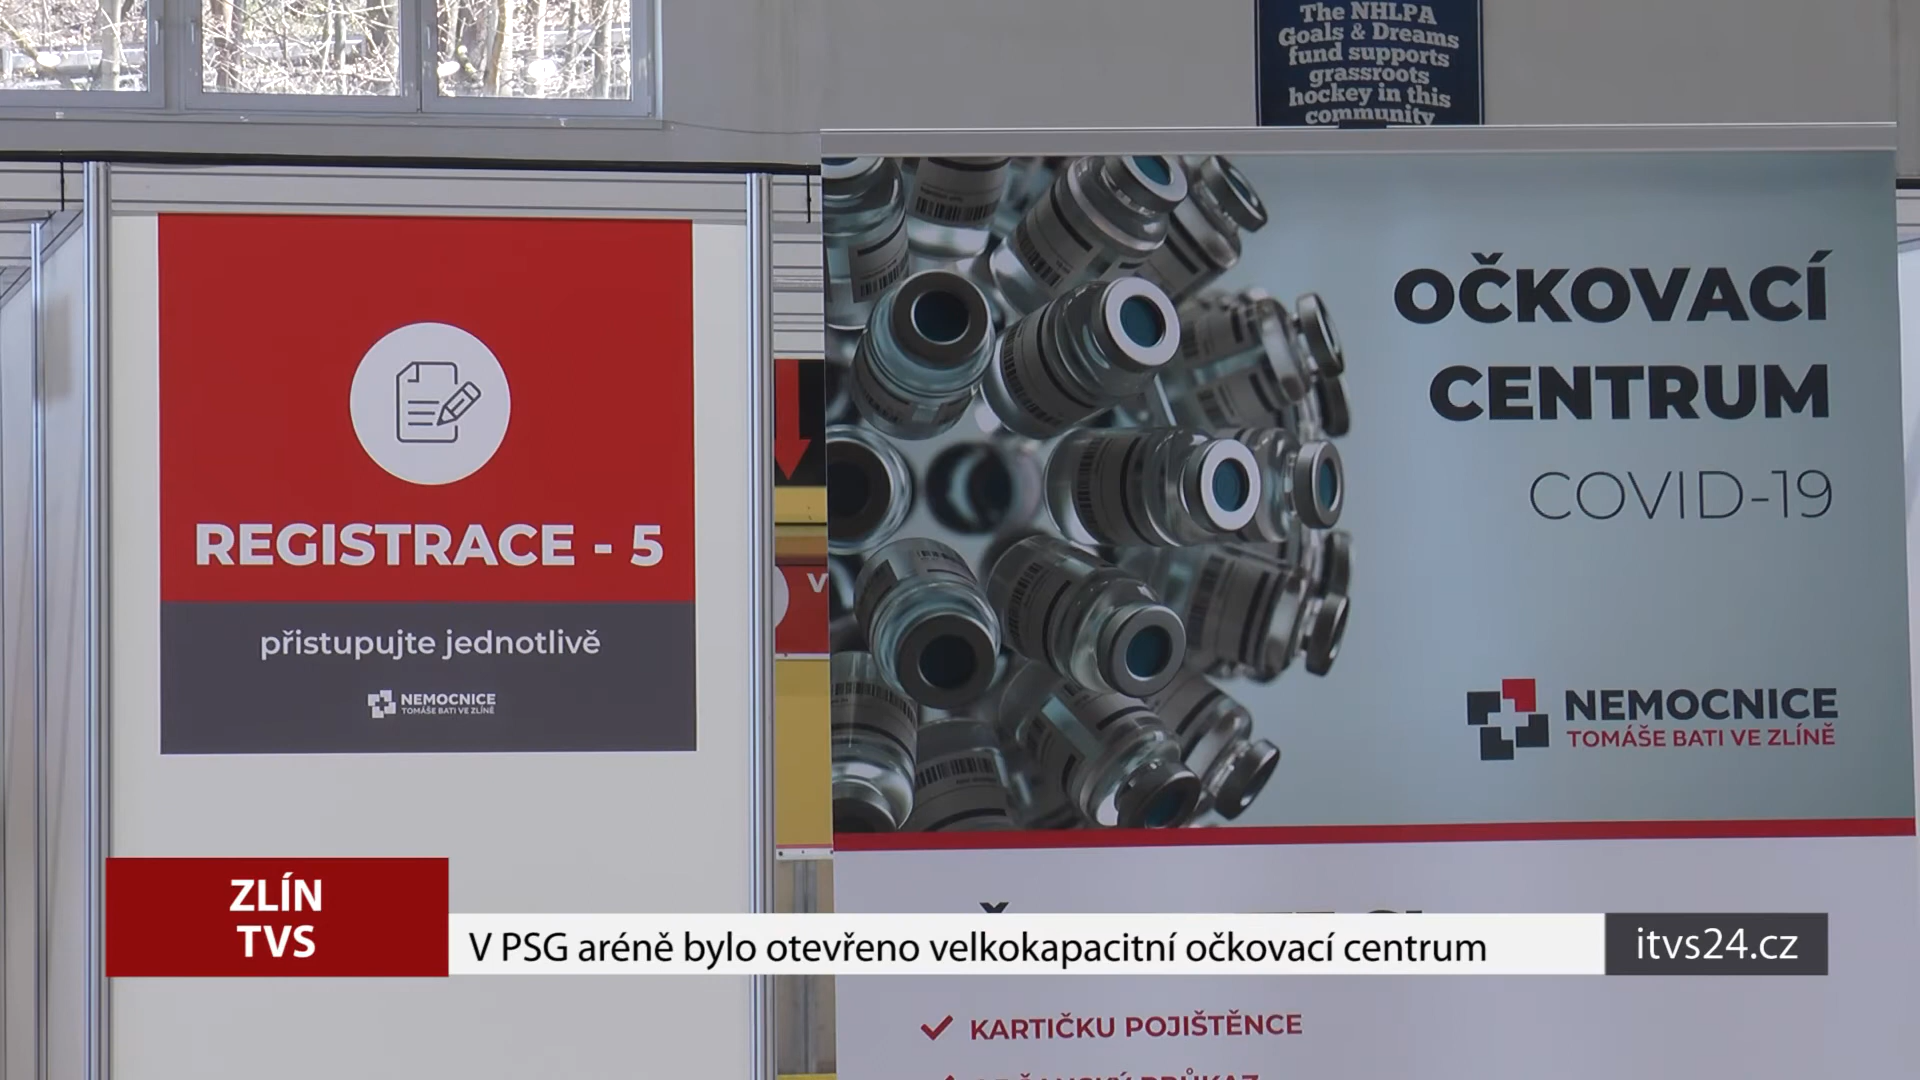 The NHLPA
Goals & Dreams
fund supports
grassroots
hockey in this
community
REGISTRACE - 5
přistupujte jednotlivě
NEMOCNICE
TOMÁŠE BATI VE ZLÍNĚ
V
OČKOVACÍ
CENTRUM
COVID-19
NEMOCNICE
TOMÁŠE BATI VE ZLÍNĚ
ZLÍN
TVS
V PSG aréně bylo otevřeno velkokapacitní očkovací centrum
itvs24.cz
KARTIČKU POJIŠTĚNCE